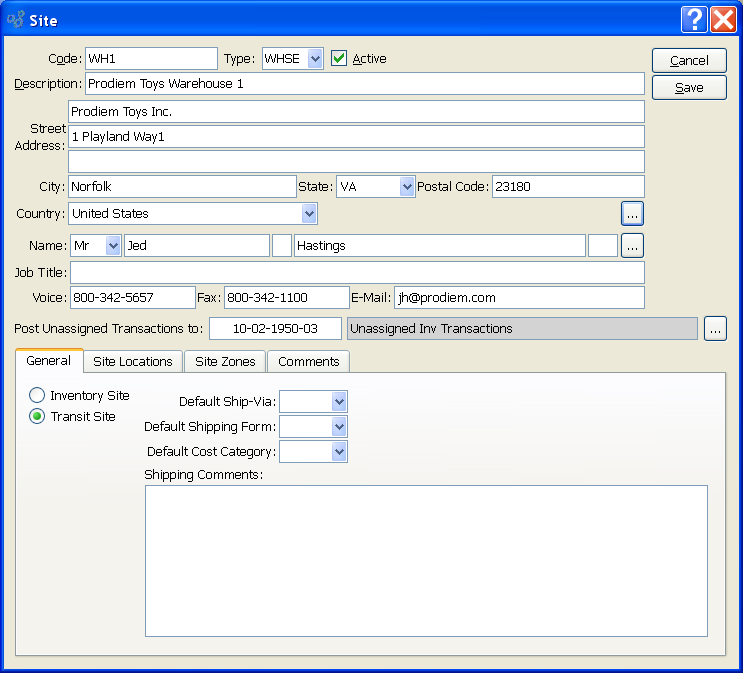 Site
Code: WH1 Type: WHSE Active Cancel
Description: Prodiem Toys Warehouse 1 Save
Prodiem Toys Inc.
Street Address: 1 Playland Way1
City: Norfolk State: VA Postal Code: 23180
Country: United States ...
Name: Mr Jed Hastings ...
Job Title:
Voice: 800-342-5657 Fax: 800-342-1100 E-Mail: jh@prodiem.com
Post Unassigned Transactions to: 10-02-1950-03 Unassigned Inv Transactions ...
General Site Locations Site Zones Comments
Inventory Site
Transit Site
Default Ship-Via:
Default Shipping Form:
Default Cost Category:
Shipping Comments: